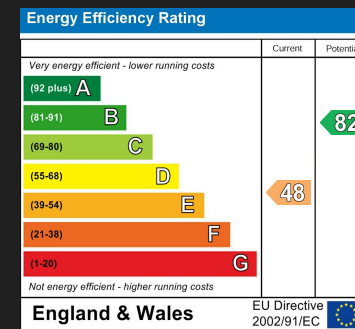 Energy Efficiency Rating
Current Potentia
Very energy efficient - lower running costs
(92 plus) A
(81-91) B
82
(69-80) C
(55-68) D
48
(39-54) E
(21-38) F
(1-20) G
Not energy efficient - higher running costs
England & Wales
EU Directive
2002/91/EC